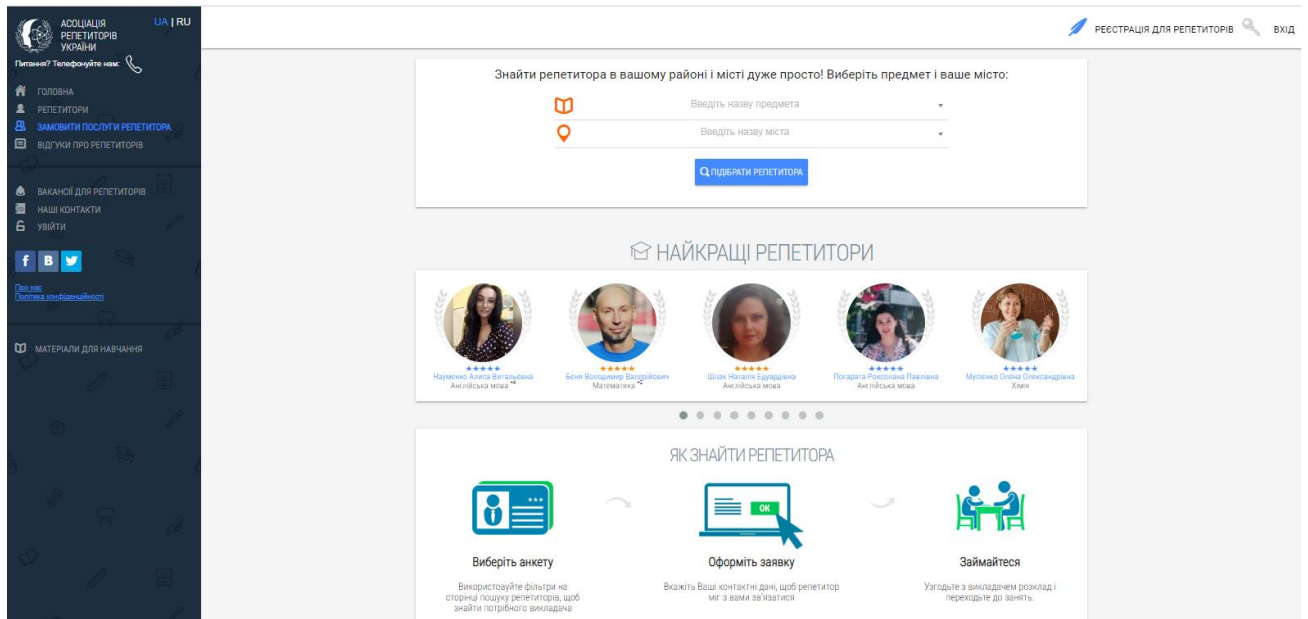 АСОЦІАЦІЯ
РЕПЕТИТОРІВ
УКРАЇНИ
UA | RU
Питання? Телефонуйте нам:
ГОЛОВНА
РЕПЕТИТОРИ
ЗАМОВИТИ ПОСЛУГИ РЕПЕТИТОРА
ВІДГУКИ ПРО РЕПЕТИТОРІВ
ВАКАНСІЇ ДЛЯ РЕПЕТИТОРІВ
НАШІ КОНТАКТИ
УВІЙТИ
f В
Про нас
Політика конфіденційності
МАТЕРІАЛИ ДЛЯ НАВЧАННЯ
РЕЄСТРАЦІЯ ДЛЯ РЕПЕТИТОРІВ ВХІД
Знайти репетитора в вашому районі і місті дуже просто! Виберіть предмет і ваше місто:
Введіть назву предмета
Введіть назву міста
ПІДІБРАТИ РЕПЕТИТОРА
НАЙКРАЩІ РЕПЕТИТОРИ
Науменко Алиса Витальевна
Англійська мова
Беня Володимир Валерійович
Математика
Шпак Наталія Едуардівна
Англійська мова
Погарата Роксолана Павлівна
Англійська мова
Мусієнко Олена Олександрівна
Хімія
ЯК ЗНАЙТИ РЕПЕТИТОРА
OK
Виберіть анкету
Використовуйте фільтри на
сторінці пошуку репетиторів, щоб
знайти потрібного викладача
Оформіть заявку
Вкажіть Ваші контактні дані, щоб репетитор
міг з вами зв'язатися
Займайтеся
Узгодьте з викладачем розклад і
переходьте до занять.